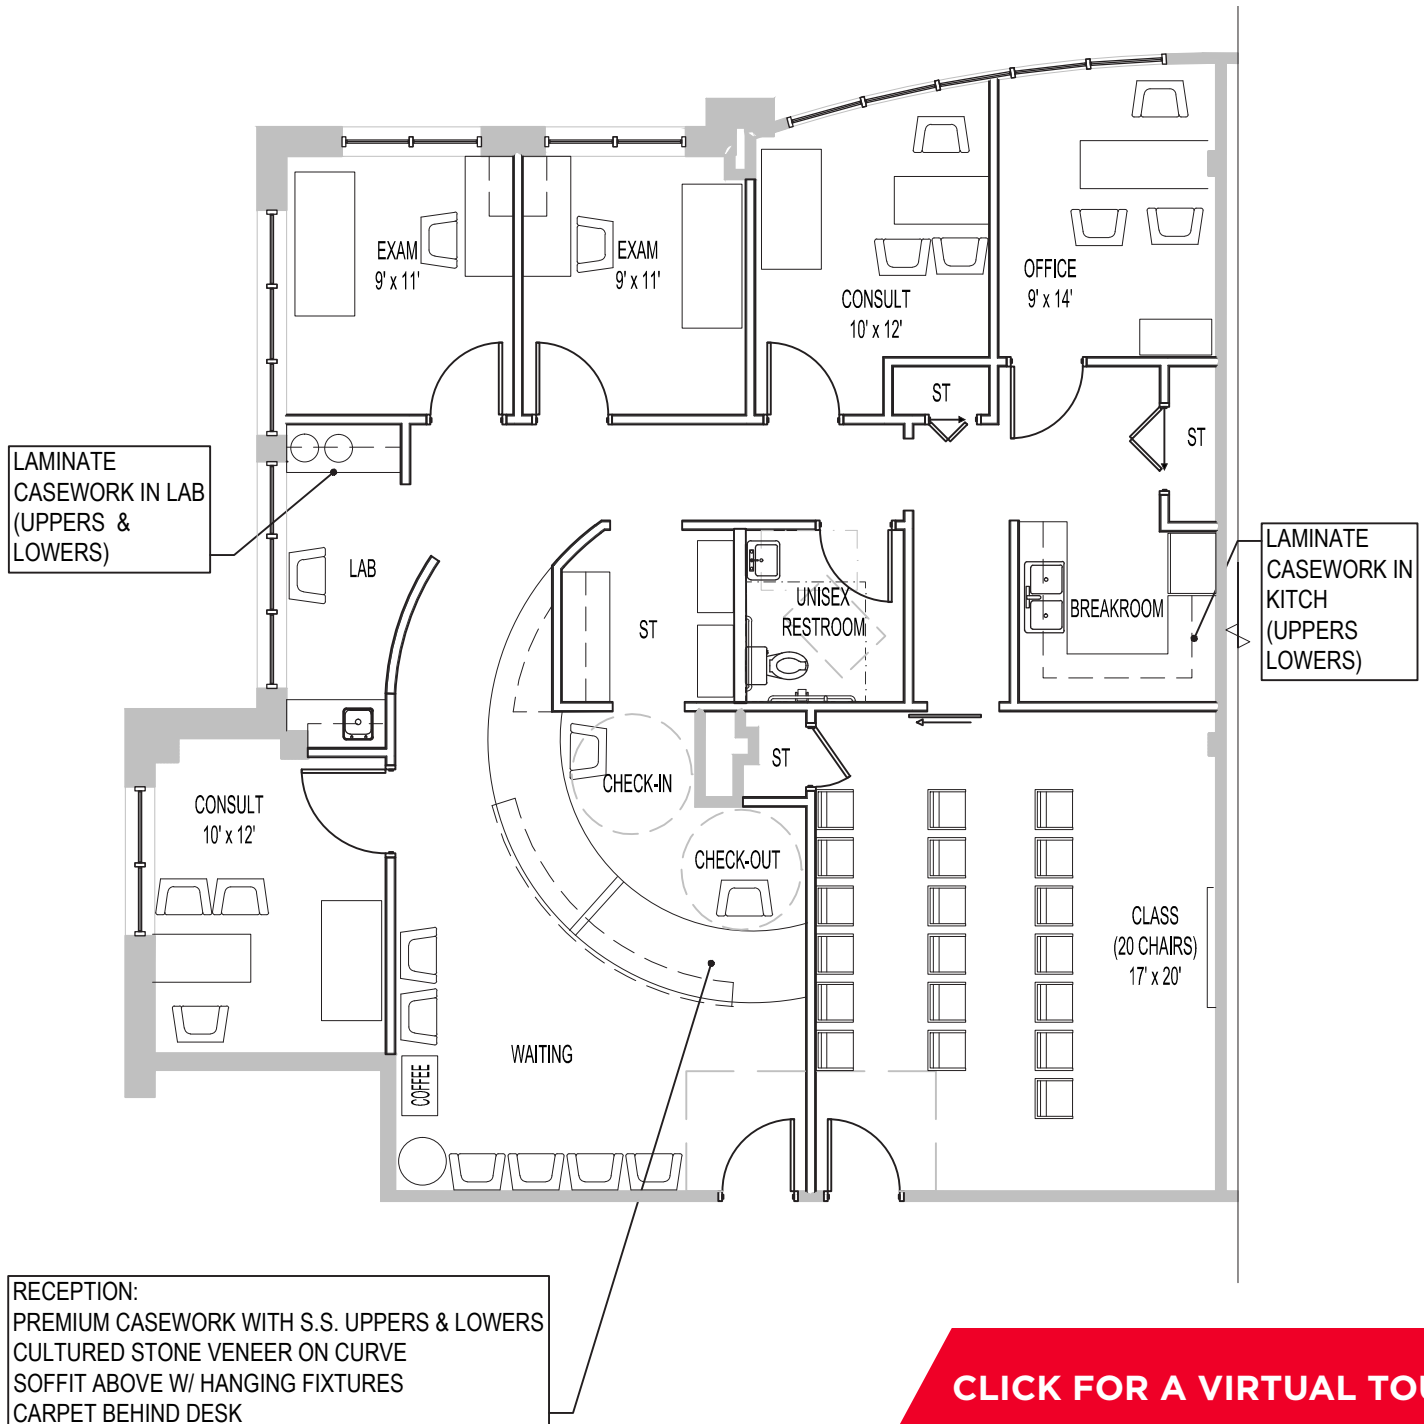 EXAM
9' x 11'
EXAM
9' x 11'
CONSULT
10' x 12'
OFFICE
9' x 14'
ST
ST
LAMINATE
CASEWORK IN LAB
(UPPERS &
LOWERS)
LAB
ST
UNISEX
RESTROOM
BREAKROOM
LAMINATE
CASEWORK IN
KITCH
(UPPERS
LOWERS)
CONSULT
10' x 12'
CHECK-IN
ST
CHECK-OUT
CLASS
(20 CHAIRS)
17' x 20'
WAITING
COFFEE
RECEPTION:
PREMIUM CASEWORK WITH S.S. UPPERS & LOWERS
CULTURED STONE VENEER ON CURVE
SOFFIT ABOVE W/ HANGING FIXTURES
CARPET BEHIND DESK
CLICK FOR A VIRTUAL TOU